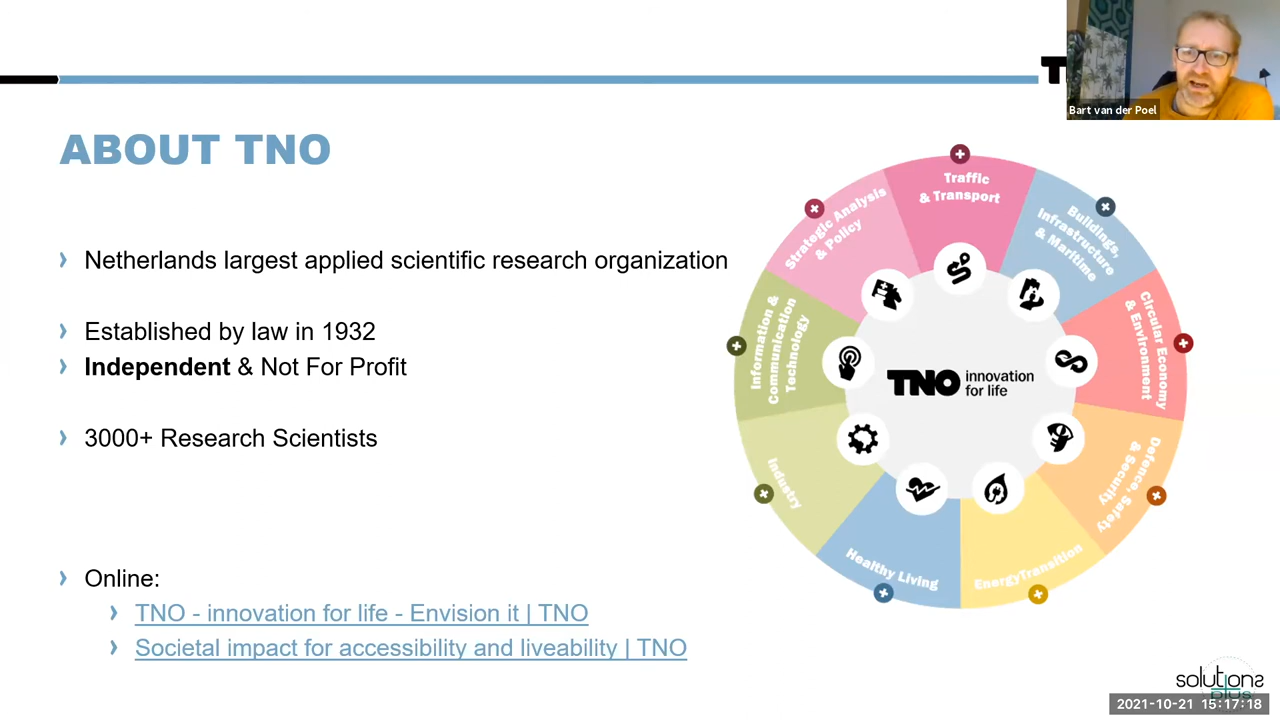 Bart van der Poel
ABOUT TNO
Netherlands largest applied scientific research organization
Established by law in 1932
Independent & Not For Profit
3000+ Research Scientists
Online:
TNO - innovation for life - Envision it | TNO
Societal impact for accessibility and liveability | TNO
Traffic
& Transport
Buildings,
Infrastructure
& Maritime
Circular Economy
& Environment
Defence, Safety
& Security
EnergyTransition
Healthy Living
Industry
Information &
Communication
Technology
Strategic Analysis
& Policy
TNO innovation
for life
solutions
plus
2021-10-21 15:17:18